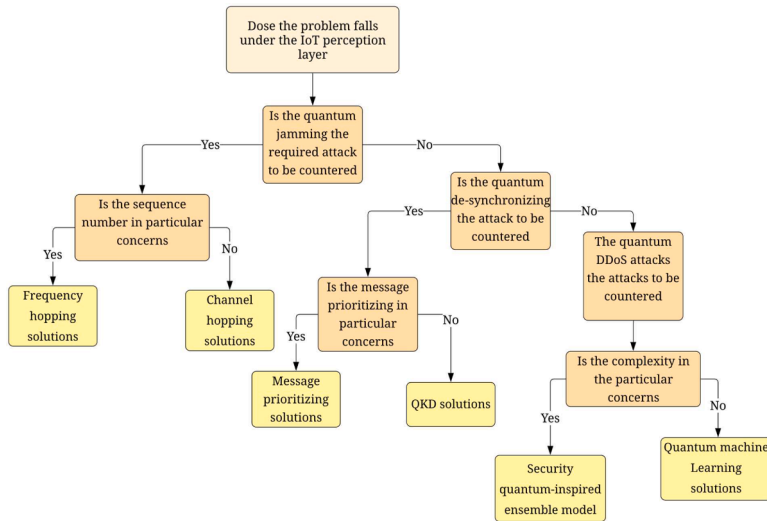 Dose the problem falls
under the IoT perception
layer
Is the quantum
jamming the
required attack
to be countered
Yes
No
Is the sequence
number in particular
concerns
Is the quantum
de-synchronizing
the attack to be
countered
Yes
No
Yes
No
The quantum
DDoS attacks
the attacks to be
countered
Frequency
hopping
solutions
Channel
hopping
solutions
Is the message
prioritizing in
particular
concerns
Yes
No
Is the complexity in
the particular
concerns
Message
prioritizing
solutions
QKD solutions
Yes
No
Security
quantum-inspired
ensemble model
Quantum machine
Learning
solutions